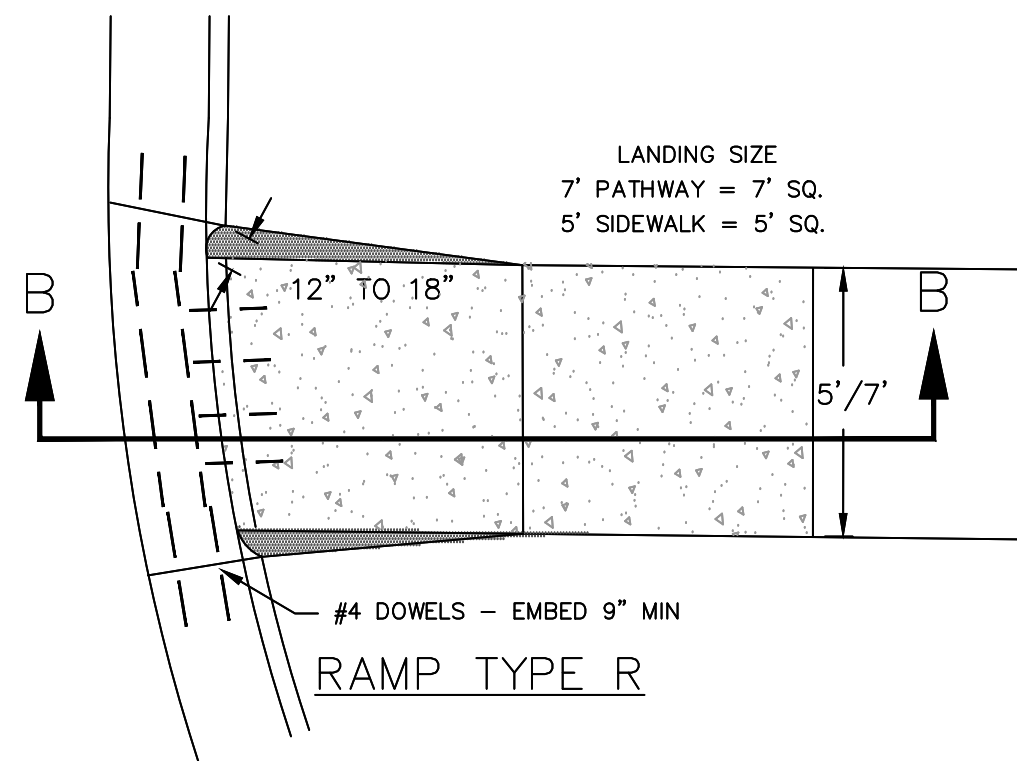 LANDING SIZE
7' PATHWAY = 7' SQ.
5' SIDEWALK = 5' SQ.
B
B
12" TO 18"
5'/7'
#4 DOWELS – EMBED 9" MIN
RAMP TYPE R